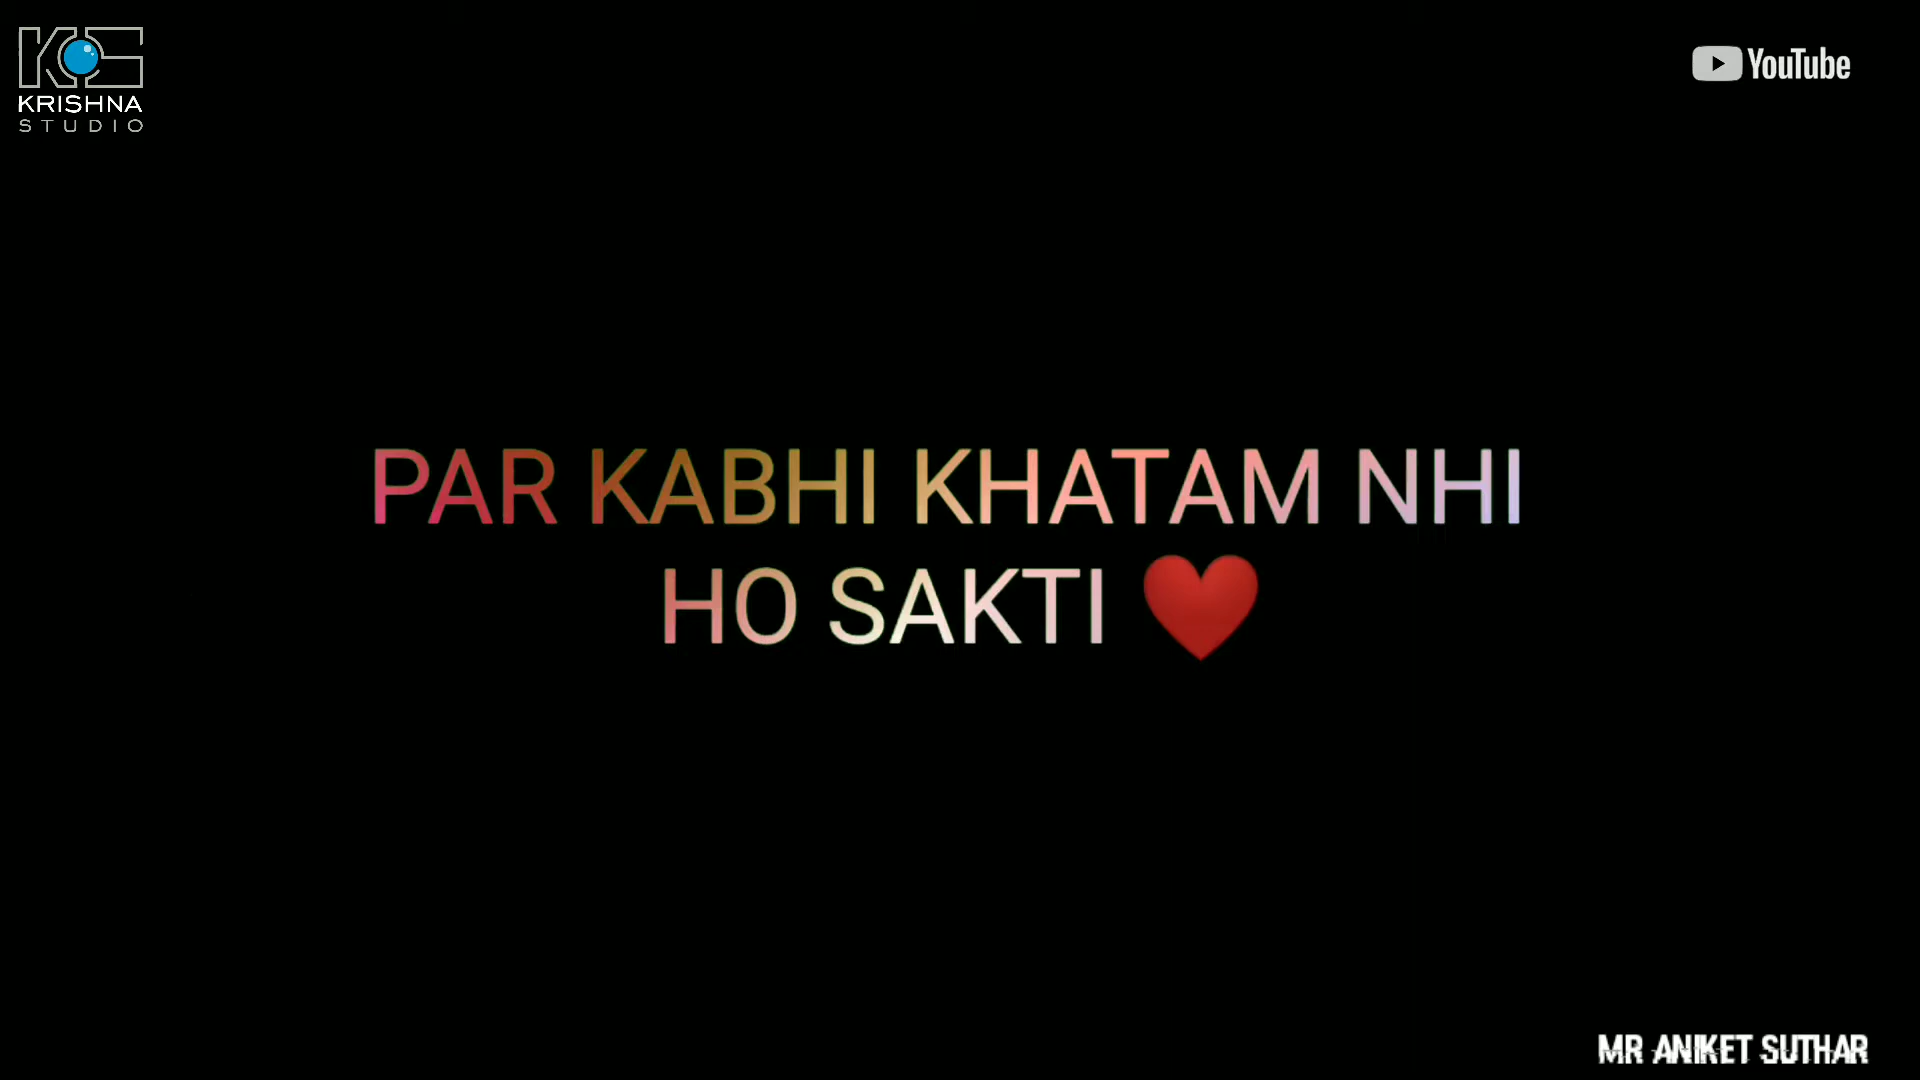 KRISHNA
STUDIO
YouTube
PAR KABHI KHATAM NHI
HO SAKTI ❤️
MR ANIKET SUTHAR